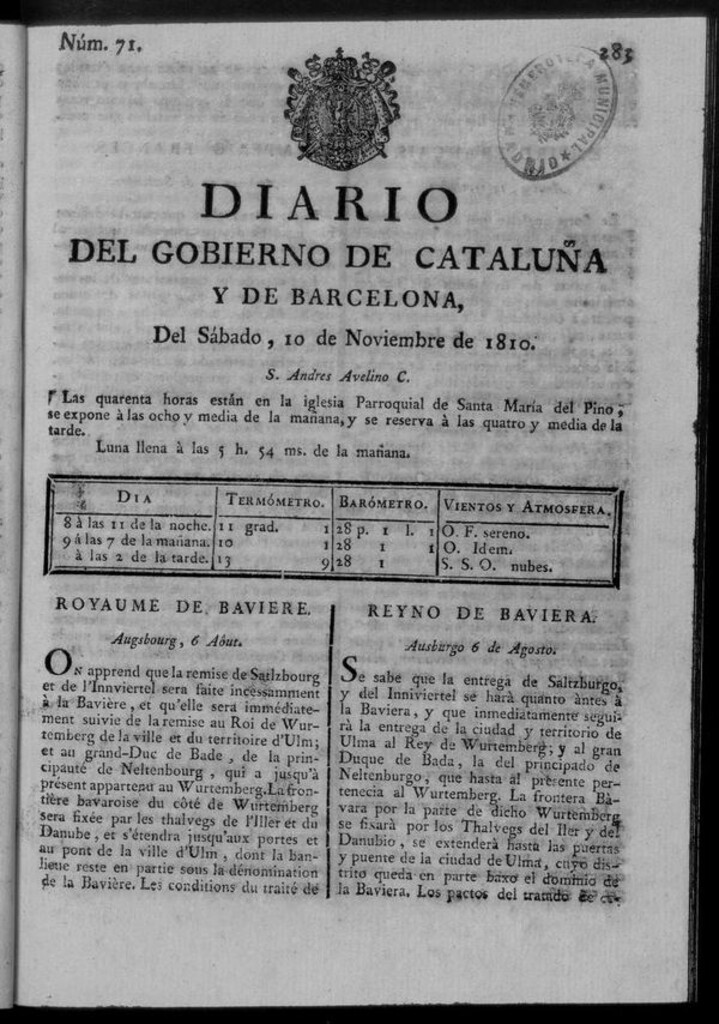 Núm. 71.
283
HEMEROTECA MUNICIPAL
MADRID
DIARIO
DEL GOBIERNO DE CATALUÑA
Y DE BARCELONA,
Del Sábado, 10 de Noviembre de 1810.
S. Andres Avelino C.
Las quarenta horas están en la iglesia Parroquial de Santa María del Pino;
se expone à las ocho y media de la mañana, y se reserva à las quatro y media de la
tarde.
Luna llena à las 5 h. 54 ms. de la mañana.
DIA TERMÓMETRO. BARÓMETRO. VIENTOS Y ATMOSFERA.
8 à las 11 de la noche. 11 grad. 1 28 p. 1 l. 1 O. F. sereno.
9 à las 7 de la mañana. 10 1 28 1 1 O. Idem.
à las 2 de la tarde. 13 9 28 1 S. S. O. nubes.
ROYAUME DE BAVIERE.
Augsbourg, 6 Aôut.
ON apprend que la remise de Saltzbourg
et de l'Innviertel sera faite incessamment
à la Bavière, et qu'elle sera immédiate-
ment suivie de la remise au Roi de Wur-
temberg de la ville et du territoire d'Ulm;
et au grand-Duc de Bade, de la prin-
cipauté de Neltenbourg, qui a jusqu'à
présent appartenu au Wurtemberg. La fron-
tière bavaroise du côté de Wurtemberg
sera fixée par les thalvegs de l'Iller et du
Danube, et s'étendra jusqu'aux portes et
au pont de la ville d'Ulm, dont la ban-
lieue reste en partie sous la dénomination
de la Bavière. Les conditions du traité de
REYNO DE BAVIERA.
Ausburgo 6 de Agosto.
Se sabe que la entrega de Saltzburgo,
y del Inniviertel se hará quanto antes à
la Baviera, y que inmediatamente segui-
rà la entrega de la ciudad y territorio de
Ulma al Rey de Wurtemberg; y al gran
Duque de Bada, la del principado de
Neltenburgo, que hasta al présente per-
tenecia al Wurtemberg. La frontera Bà-
vara por la parte de dicho Wurtemberg
se fixará por los Thalvegs del Iler y del
Danubio, se extenderá hasta las puertas
y puente de la ciudad de Ulma, cuyo dis-
trito queda en parte baxo el dominio de
la Baviera. Los pactos del tratado de ce-